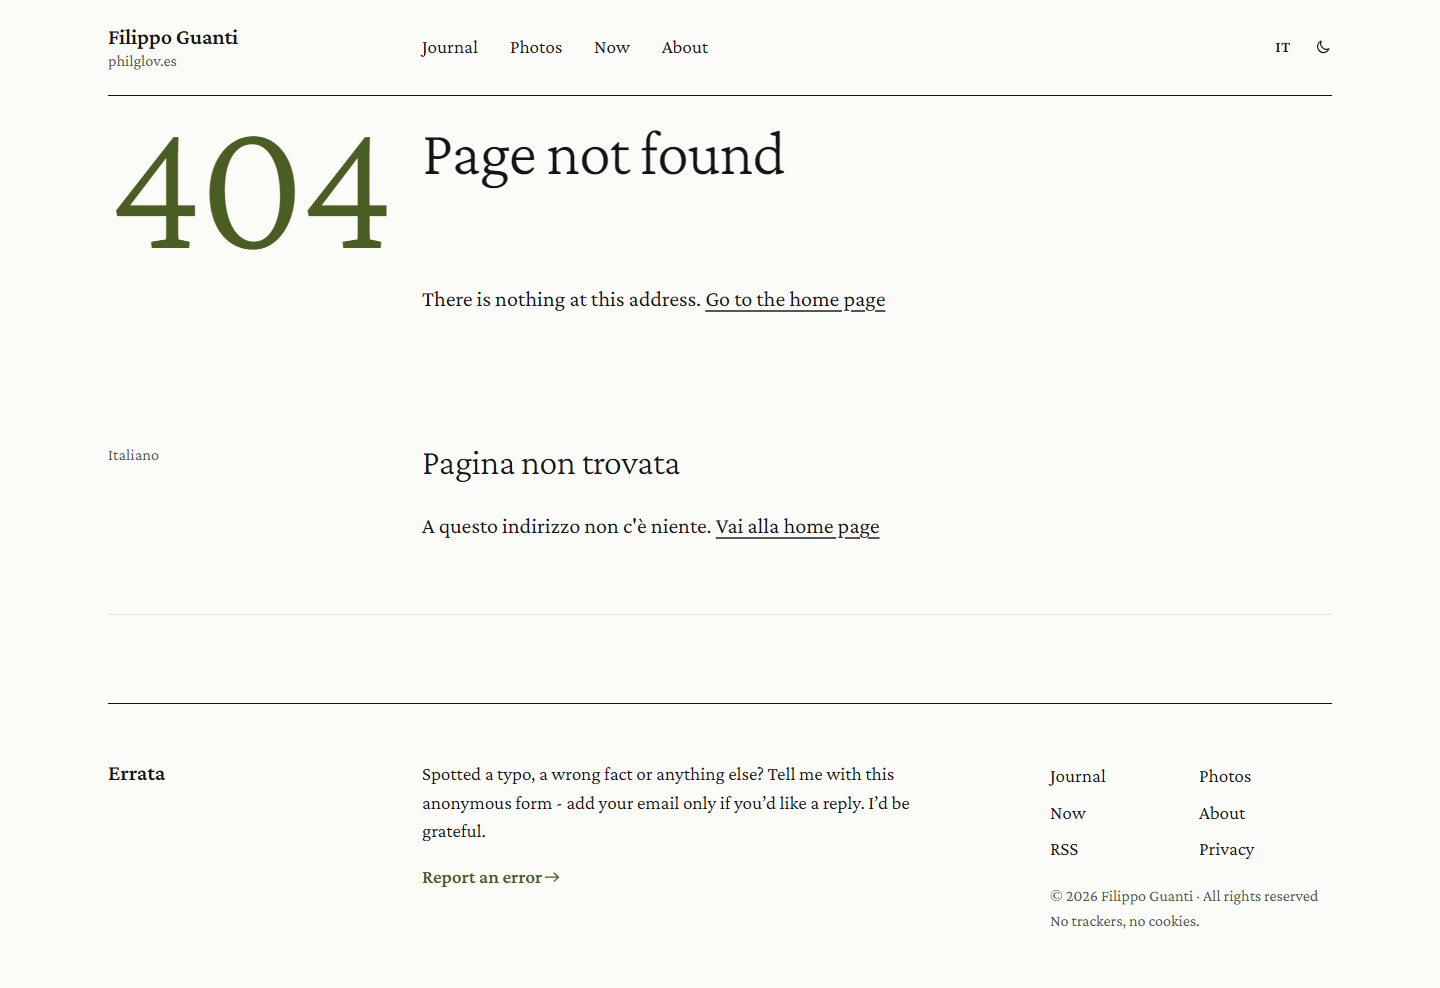 Filippo Guanti
philglov.es
Journal
Photos
Now
About
IT
404
Page not found
There is nothing at this address. Go to the home page
Italiano
Pagina non trovata
A questo indirizzo non c'è niente. Vai alla home page
Errata
Spotted a typo, a wrong fact or anything else? Tell me with this
anonymous form - add your email only if you’d like a reply. I’d be
grateful.
Report an error→
Journal
Photos
Now
About
RSS
Privacy
© 2026 Filippo Guanti · All rights reserved
No trackers, no cookies.